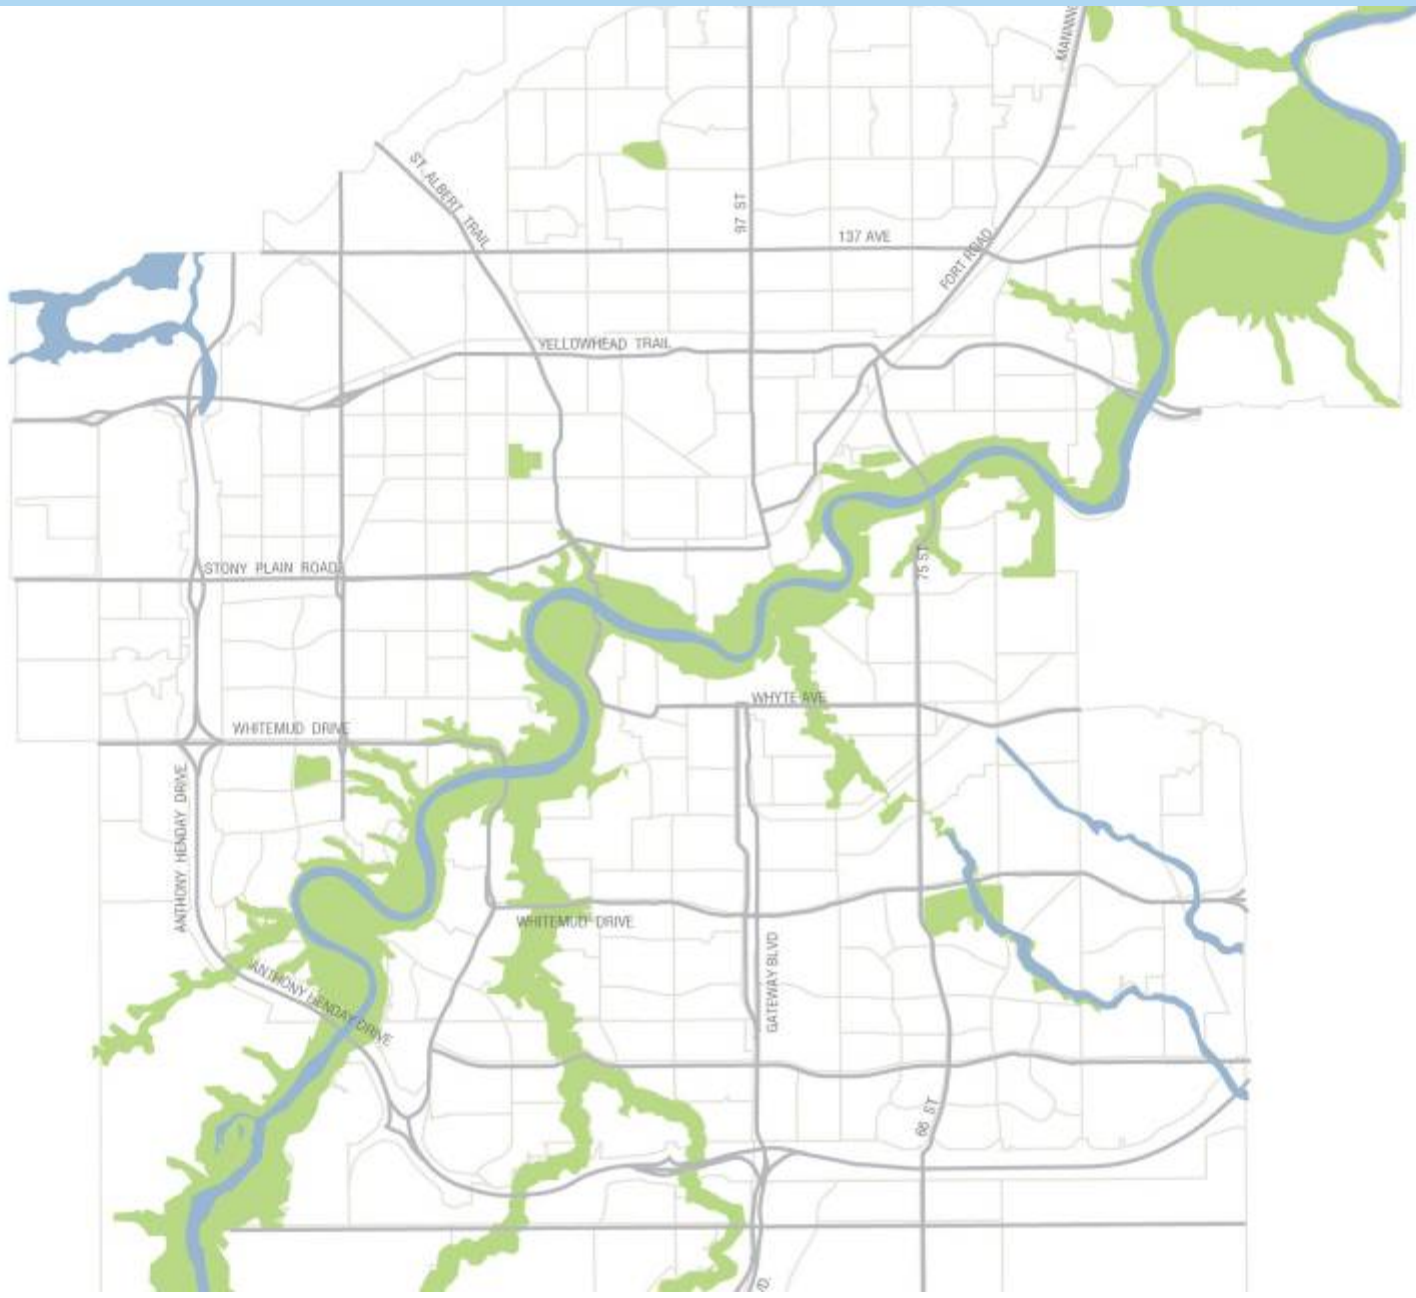 MANNING
ST. ALBERT TRAIL
97 ST
137 AVE
FORT ROAD
YELLOWHEAD TRAIL
STONY PLAIN ROAD
75 ST
WHYTE AVE
WHITEMUD DRIVE
ANTHONY HENDAY DRIVE
WHITEMUD DRIVE
GATEWAY BLVD
ANTHONY HENDAY DRIVE
66 ST